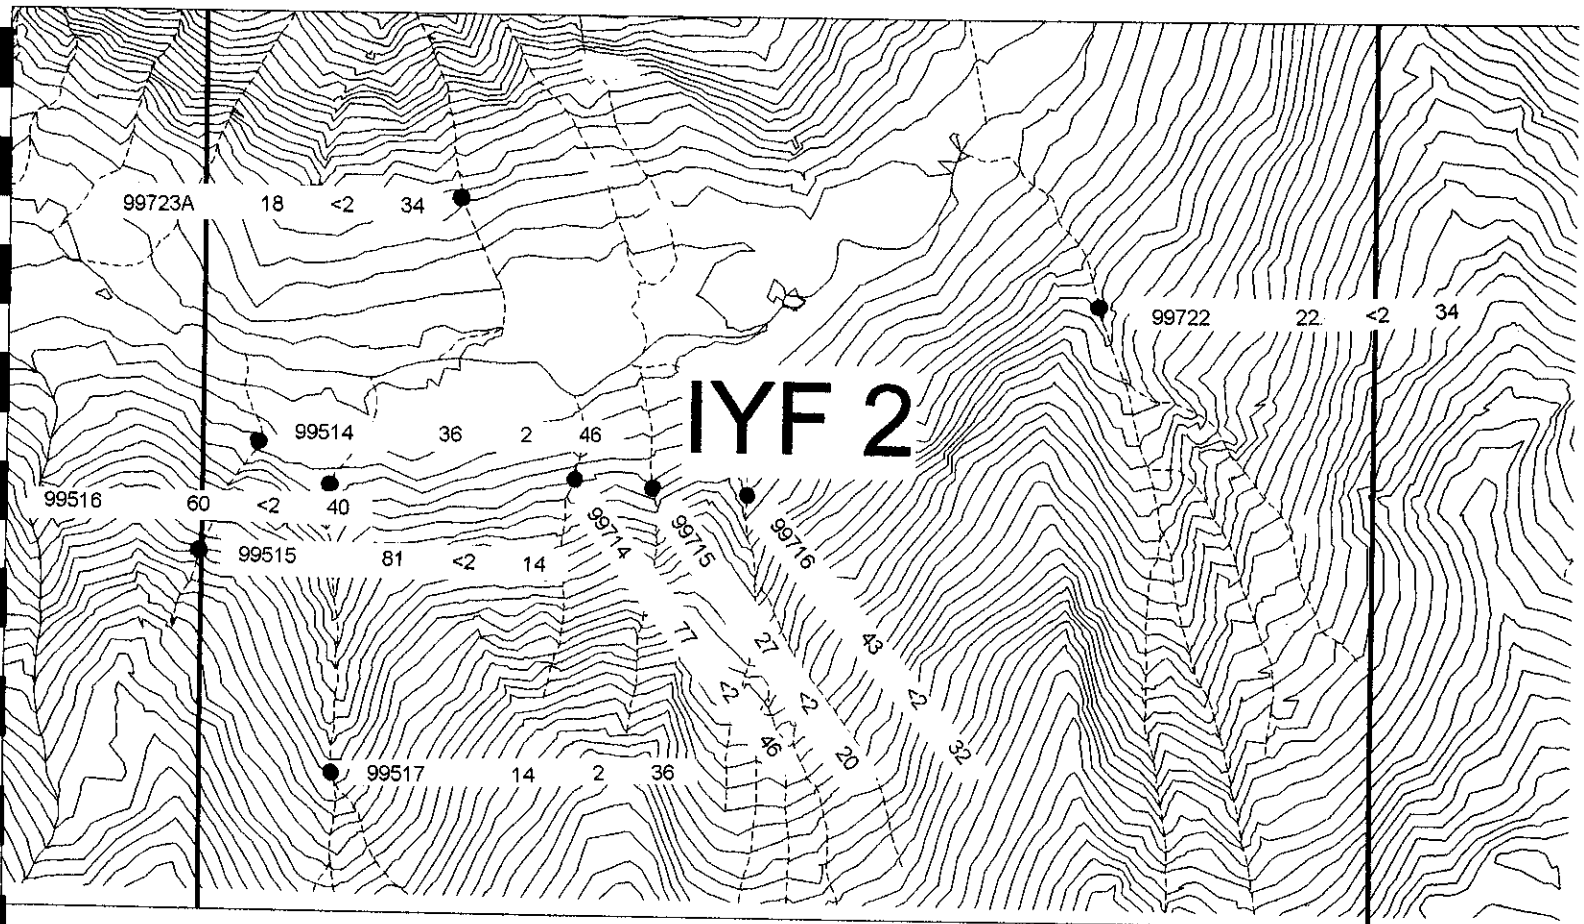 99723A 18 <2 34
99722 22 <2 34
IYF 2
99514 36 2 46
99516 60 <2 40
99515 81 <2 14
99714 77 <2 46
99715 27 <2 20
99716 43 <2 32
99517 14 2 36